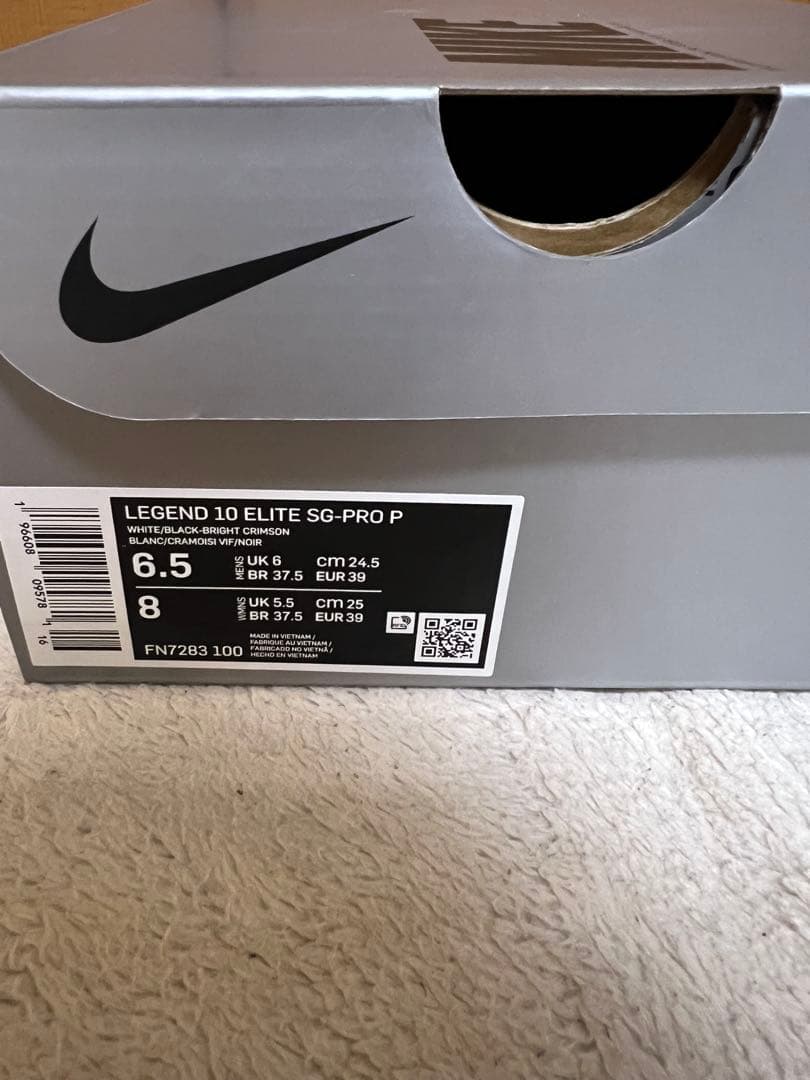 NIKE
LEGEND 10 ELITE SG-PRO P
WHITE/BLACK-BRIGHT CRIMSON
BLANC/CRAMOISI VIF/NOIR
6.5 MENS UK 6 cm 24.5
BR 37.5 EUR 39
8 WMNS UK 5.5 cm 25
BR 37.5 EUR 39
FN7283 100
MADE IN VIETNAM /
FABRIQUE AU VIETNAM /
FABRICADO NO VIETNÃ /
HECHO EN VIETNAM
1 96608 09578 1
16